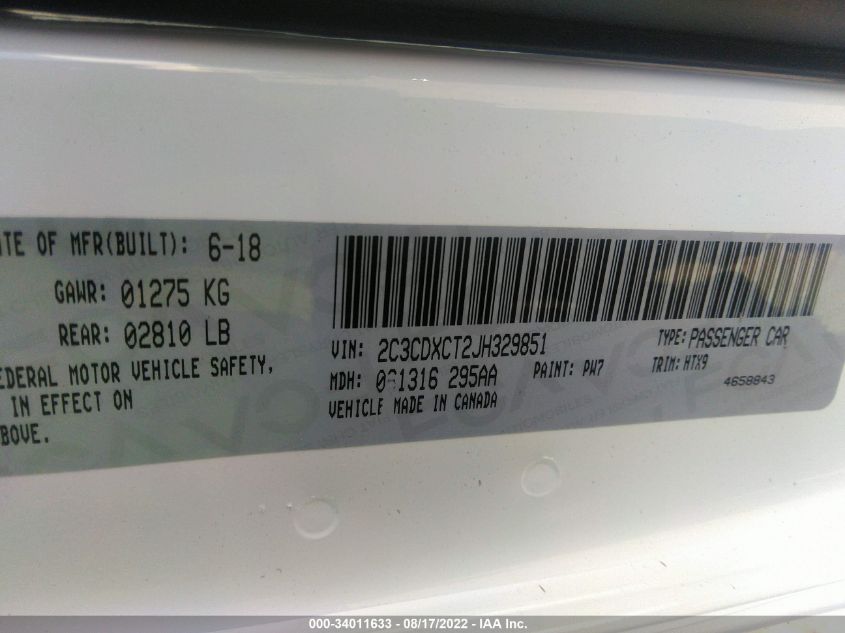 ATE OF MFR(BUILT): 6-18
GAWR: 01275 KG
REAR: 02810 LB
FEDERAL MOTOR VEHICLE SAFETY,
IN EFFECT ON
ABOVE.
VIN: 2C3CDXCT2JH329851
TYPE: PASSENGER CAR
MDH: 061316 295AA
PAINT: PW7
TRIM: HTX9
VEHICLE MADE IN CANADA
4658843
000-34011633 - 08/17/2022 - IAA Inc.